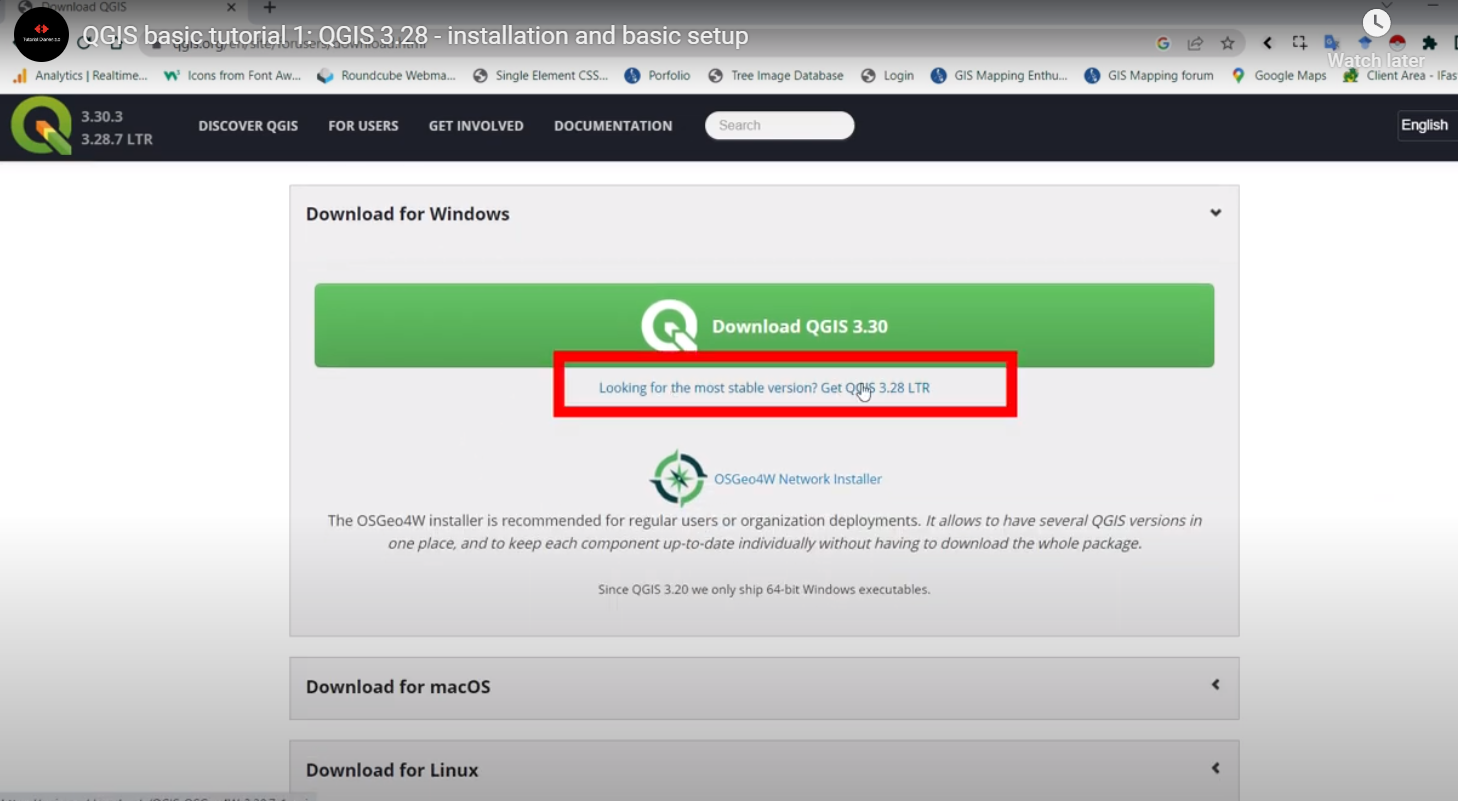 Download QGIS
QGIS basic tutorial 1: QGIS 3.28 - installation and basic setup
Watch later
Analytics | Realtime... Icons from Font Aw... Roundcube Webma... Single Element CSS... Porfolio Tree Image Database Login GIS Mapping Enthu... GIS Mapping forum Google Maps Client Area - IFas
3.30.3
3.28.7 LTR
DISCOVER QGIS FOR USERS GET INVOLVED DOCUMENTATION Search English
Download for Windows
Download QGIS 3.30
Looking for the most stable version? Get QGIS 3.28 LTR
OSGeo4W Network Installer
The OSGeo4W installer is recommended for regular users or organization deployments. It allows to have several QGIS versions in
one place, and to keep each component up-to-date individually without having to download the whole package.
Since QGIS 3.20 we only ship 64-bit Windows executables.
Download for macOS
Download for Linux